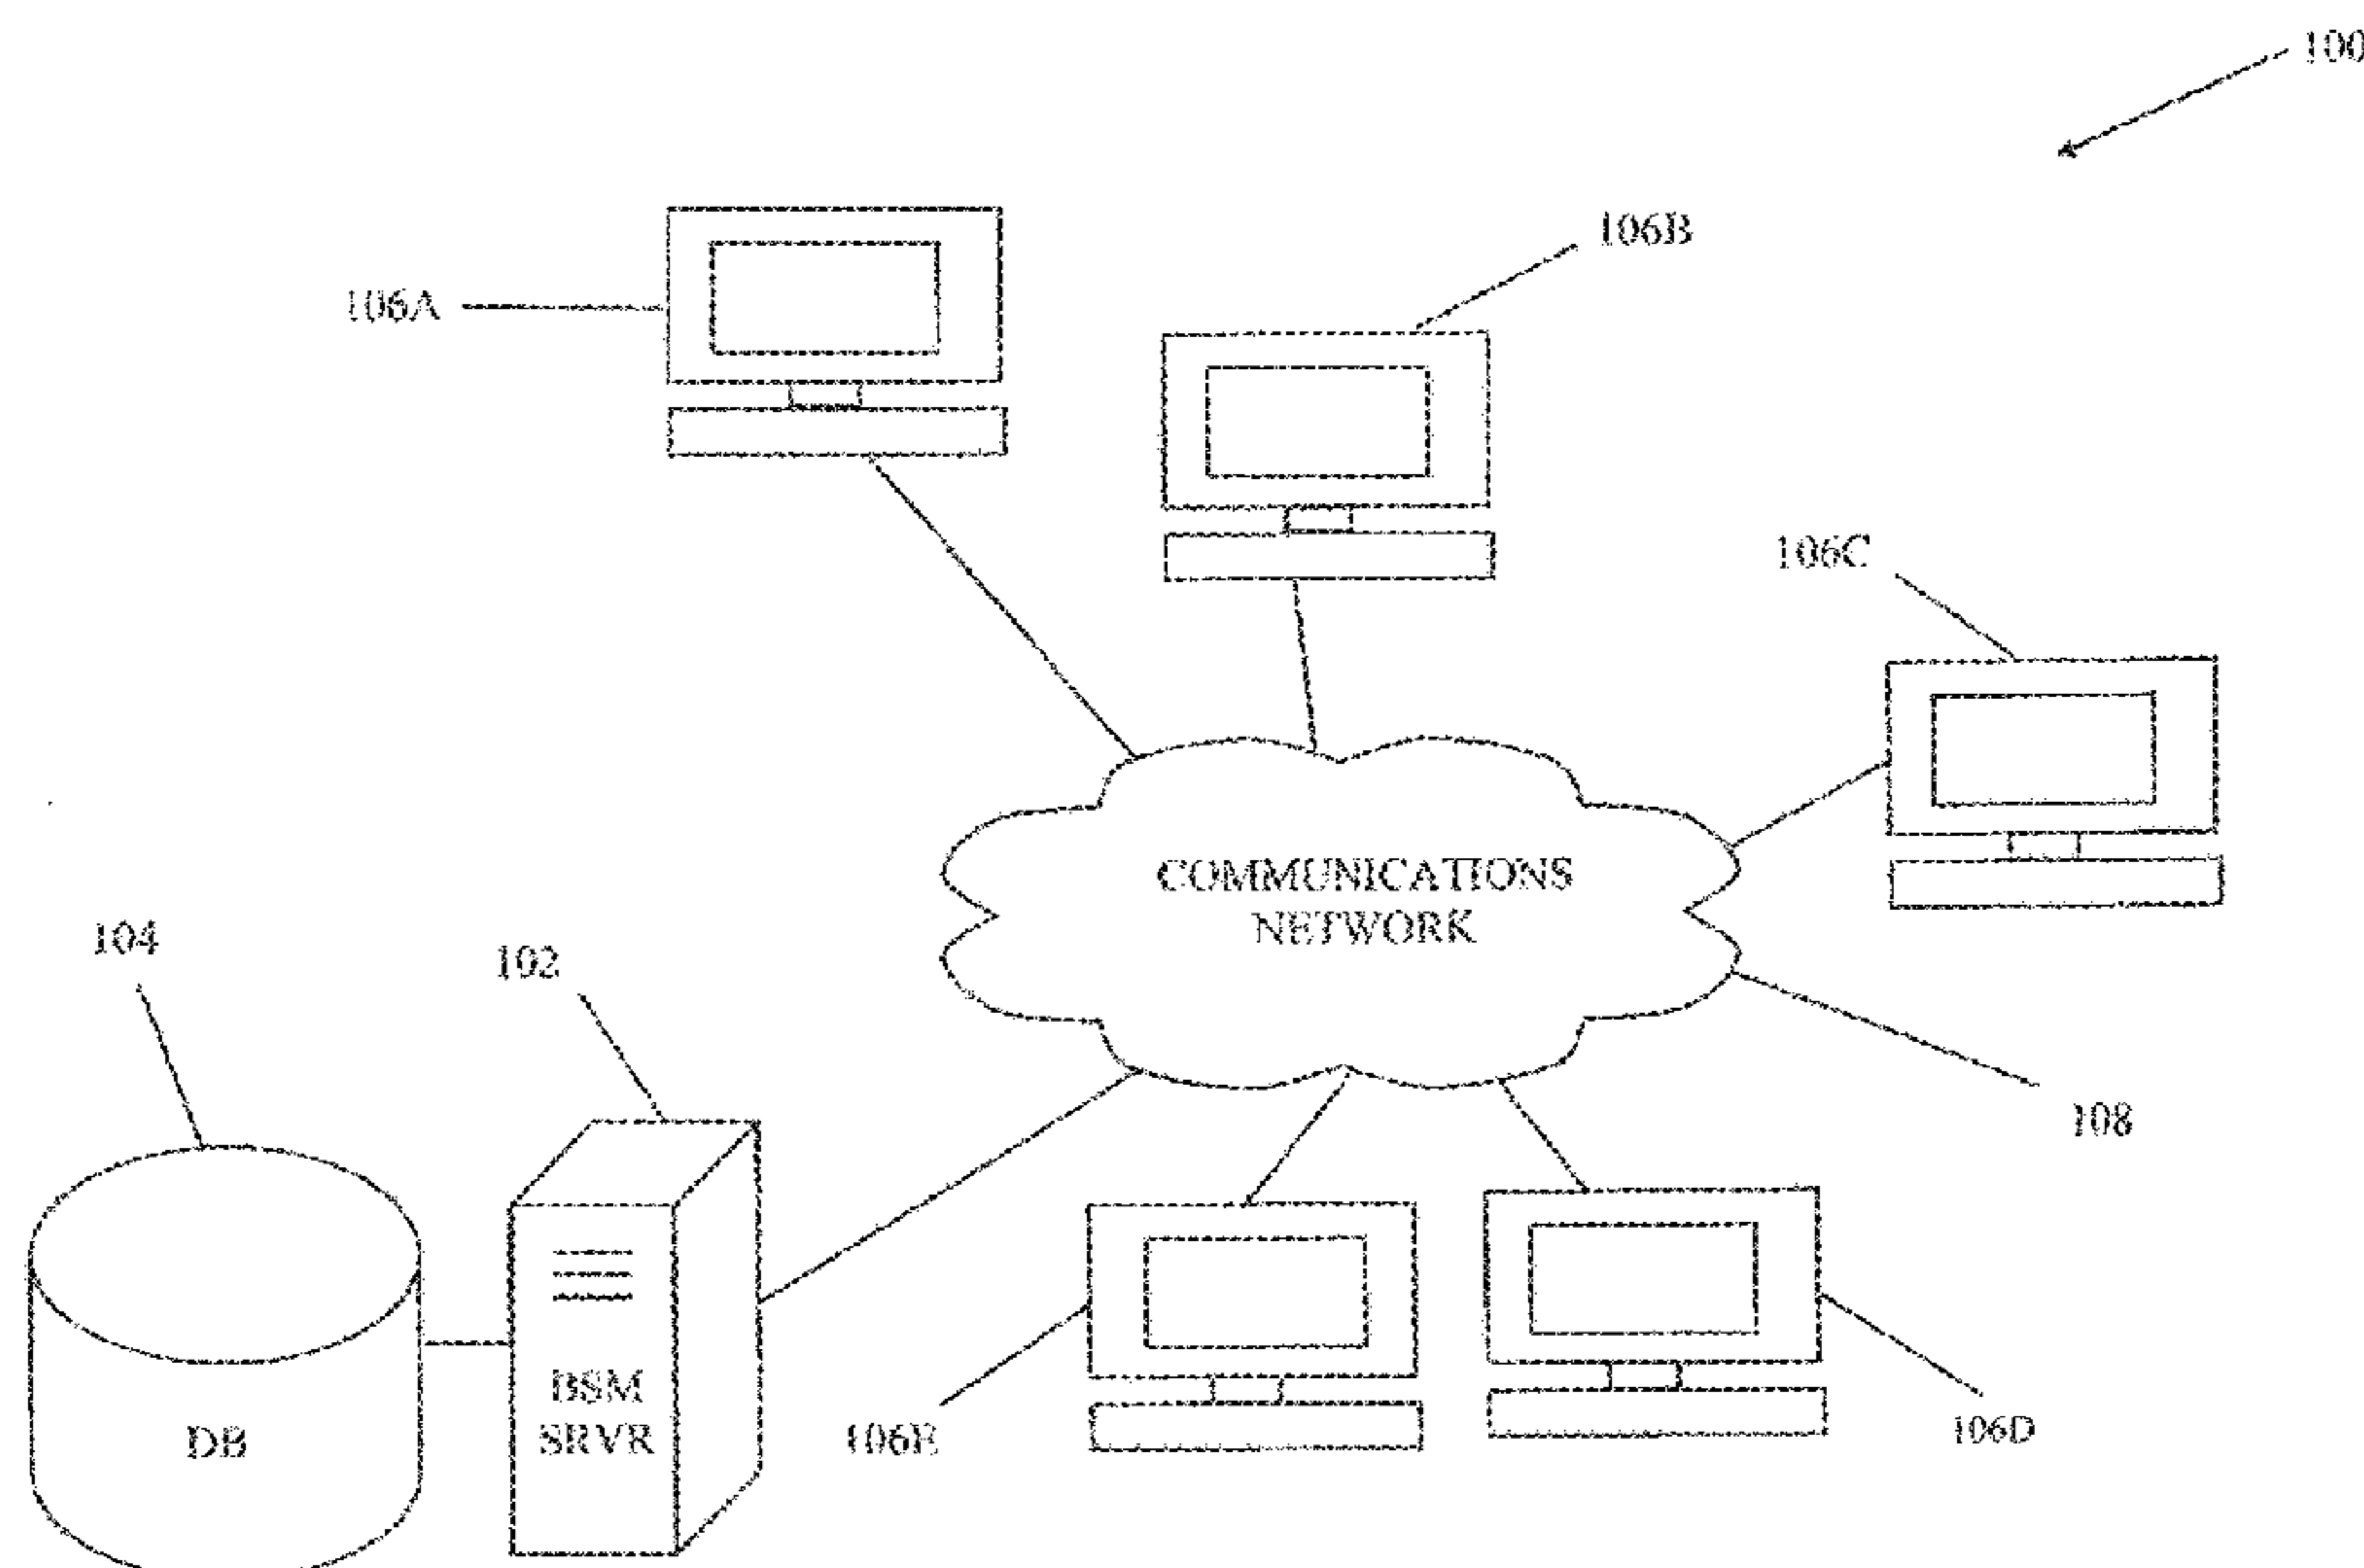 100
106B
106A
106C
COMMUNICATIONS
NETWORK
104
102
108
BSM
SRVR
DB
106E
106D